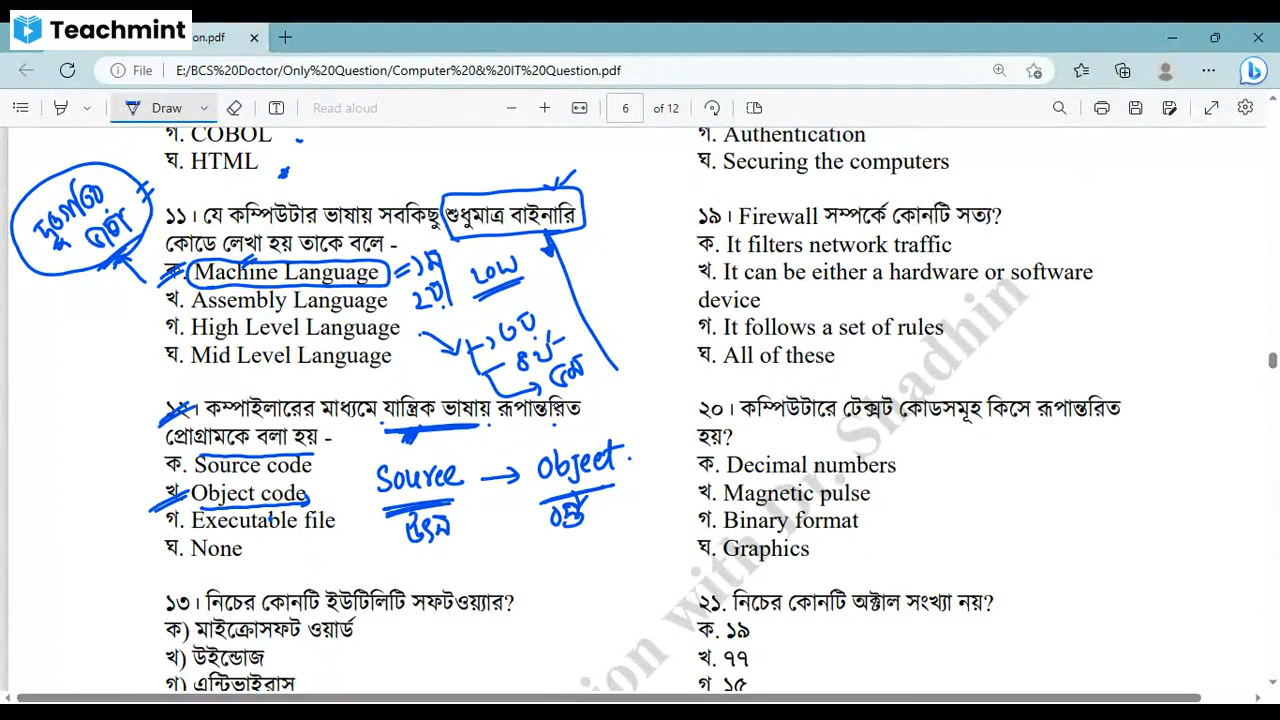 Teachmint
on.pdf
File E:/BCS%20Doctor/Only%20Question/Computer%20&%20IT%20Question.pdf
Draw Read aloud 6 of 12
গ. COBOL
ঘ. HTML
১১। যে কম্পিউটার ভাষায় সবকিছু শুধুমাত্র বাইনারি
কোডে লেখা হয় তাকে বলে -
ক. Machine Language
Low
খ. Assembly Language
গ. High Level Language
ঘ. Mid Level Language
১২। কম্পাইলারের মাধ্যমে যান্ত্রিক ভাষায় রূপান্তরিত
প্রোগ্রামকে বলা হয় -
ক. Source code
Source → Object
খ. Object code
উৎস
গ. Executable file
ঘ. None
১৩। নিচের কোনটি ইউটিলিটি সফটওয়্যার?
ক) মাইক্রোসফট ওয়ার্ড
খ) উইন্ডোজ
গ) এন্টিভাইরাস
গ. Authentication
ঘ. Securing the computers
১৯। Firewall সম্পর্কে কোনটি সত্য?
ক. It filters network traffic
খ. It can be either a hardware or software
device
গ. It follows a set of rules
ঘ. All of these
২০। কম্পিউটারে টেক্সট কোডসমূহ কিসে রূপান্তরিত
হয়?
ক. Decimal numbers
খ. Magnetic pulse
গ. Binary format
ঘ. Graphics
২১. নিচের কোনটি অক্টাল সংখ্যা নয়?
ক. ১৯
খ. ৭৭
গ. ১৫
ion with Dr. Shadhin